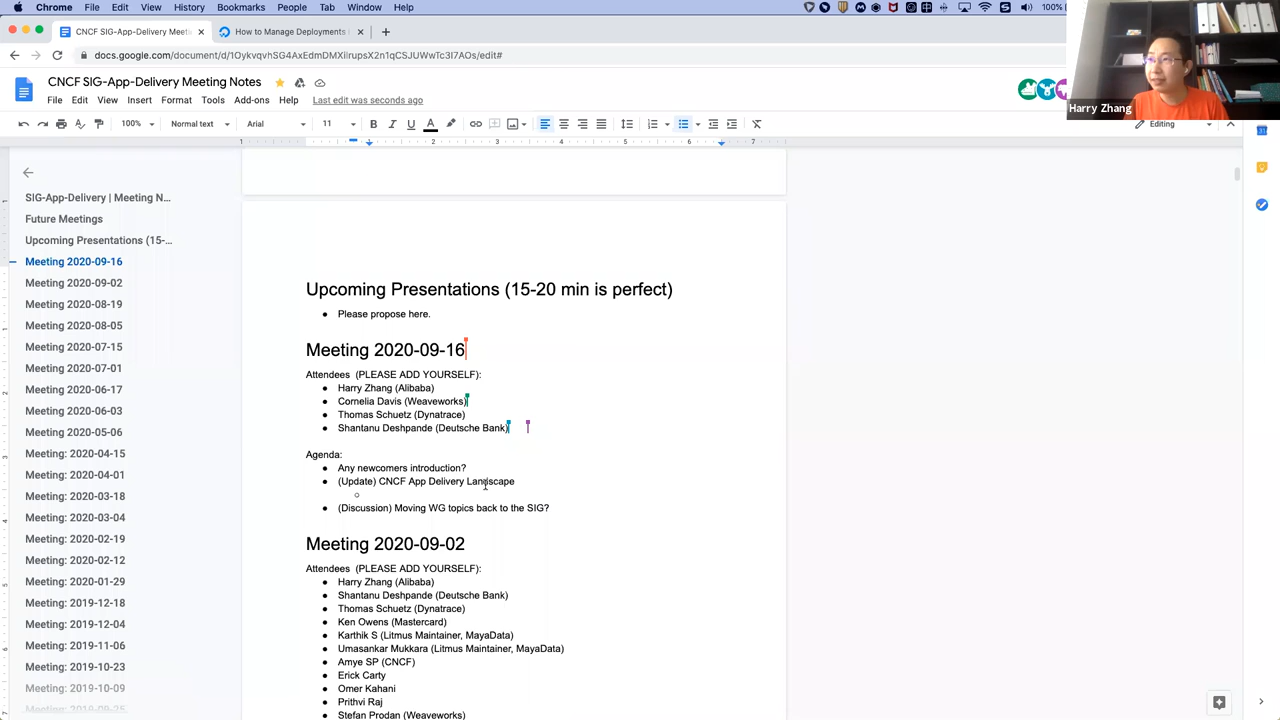 Chrome File Edit View History Bookmarks People Tab Window Help
CNCF SIG-App-Delivery Meeti
How to Manage Deployments
docs.google.com/document/d/1OykvqvhSG4AxEdmDMXilrupsX2n1qCSJUWwTc3I7AOs/edit#
CNCF SIG-App-Delivery Meeting Notes
File Edit View Insert Format Tools Add-ons Help Last edit was seconds ago
Harry Zhang
100% Normal text Arial 11 Editing
SIG-App-Delivery | Meeting N...
Future Meetings
Upcoming Presentations (15-...
Meeting 2020-09-16
Meeting 2020-09-02
Meeting 2020-08-19
Meeting 2020-08-05
Meeting 2020-07-15
Meeting 2020-07-01
Meeting 2020-06-17
Meeting 2020-06-03
Meeting 2020-05-06
Meeting: 2020-04-15
Meeting: 2020-04-01
Meeting: 2020-03-18
Meeting: 2020-03-04
Meeting: 2020-02-19
Meeting: 2020-02-12
Meeting: 2020-01-29
Meeting: 2019-12-18
Meeting: 2019-12-04
Meeting: 2019-11-06
Meeting: 2019-10-23
Meeting: 2019-10-09
Meeting: 2019-09-25
Upcoming Presentations (15-20 min is perfect)
Please propose here.
Meeting 2020-09-16
Attendees (PLEASE ADD YOURSELF):
Harry Zhang (Alibaba)
Cornelia Davis (Weaveworks)
Thomas Schuetz (Dynatrace)
Shantanu Deshpande (Deutsche Bank)
Agenda:
Any newcomers introduction?
(Update) CNCF App Delivery Landscape
(Discussion) Moving WG topics back to the SIG?
Meeting 2020-09-02
Attendees (PLEASE ADD YOURSELF):
Harry Zhang (Alibaba)
Shantanu Deshpande (Deutsche Bank)
Thomas Schuetz (Dynatrace)
Ken Owens (Mastercard)
Karthik S (Litmus Maintainer, MayaData)
Umasankar Mukkara (Litmus Maintainer, MayaData)
Amye SP (CNCF)
Erick Carty
Omer Kahani
Prithvi Raj
Stefan Prodan (Weaveworks)